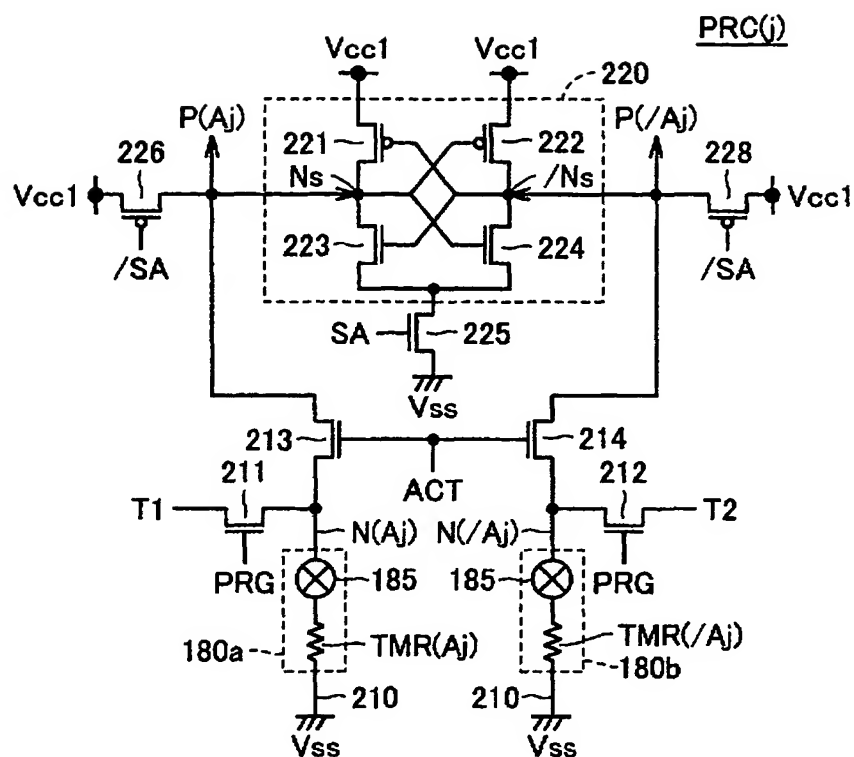 PRC(j)
Vcc1 Vcc1
220
P(Aj) 221 222 P(/Aj)
226 Ns /Ns 228
Vcc1 Vcc1
223 224
/SA /SA
SA 225
Vss
213 214
211 ACT 212
T1 T2
N(Aj) N(/Aj)
PRG 185 185 PRG
TMR(Aj) TMR(/Aj)
180a 180b
210 210
Vss Vss